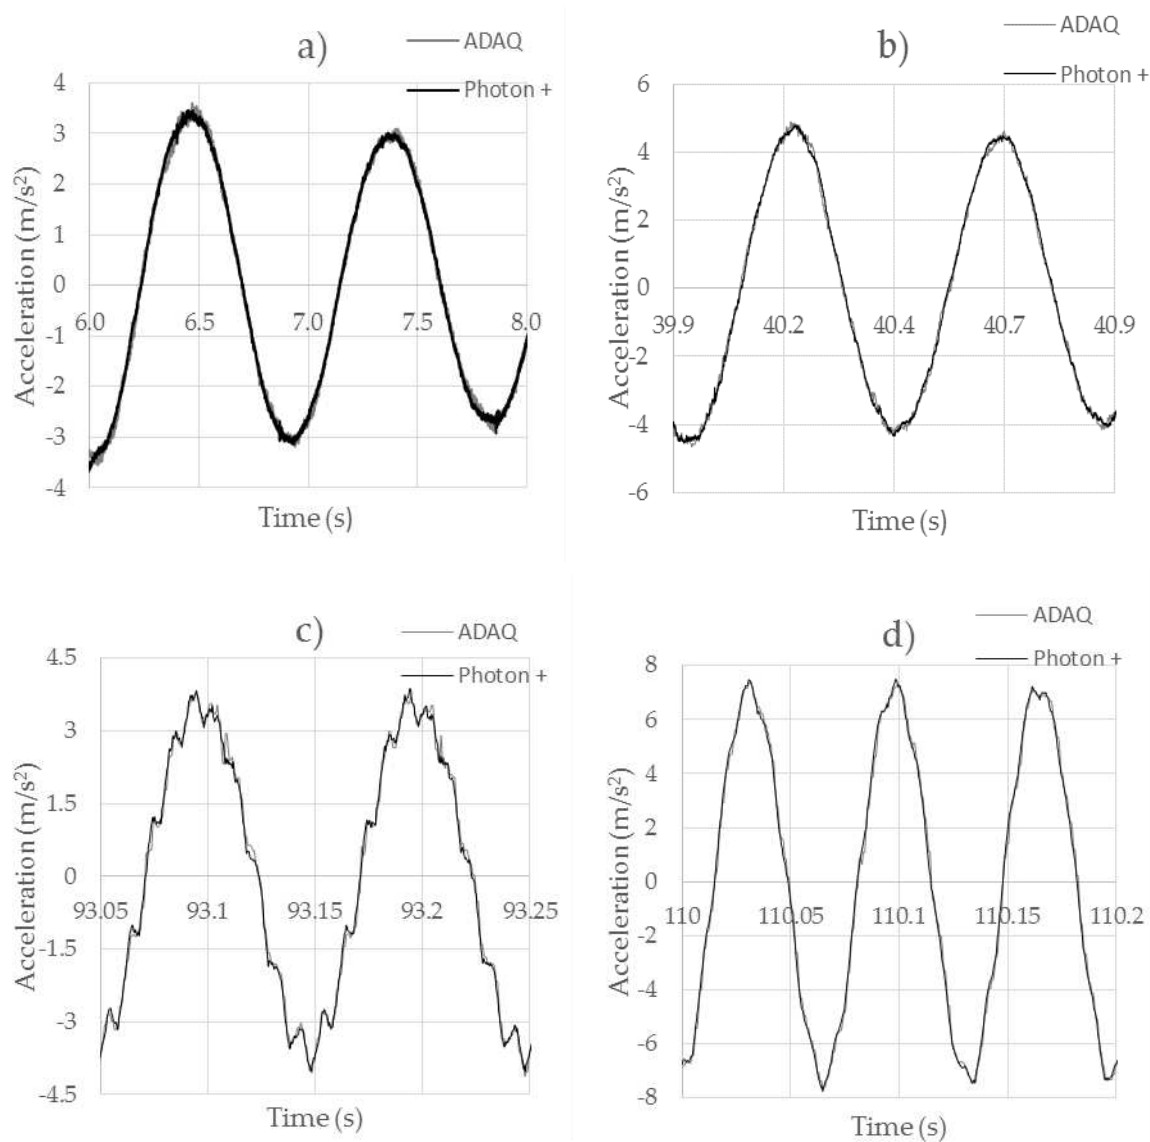 a)
ADAQ
Photon +
4
3
2
1
0
-1
-2
-3
-4
6.0 6.5 7.0 7.5 8.0
Acceleration (m/s²)
Time (s)
b)
ADAQ
Photon +
6
4
2
0
-2
-4
-6
39.9 40.2 40.4 40.7 40.9
Acceleration (m/s²)
Time (s)
c)
ADAQ
Photon +
4.5
3
1.5
0
-1.5
-3
-4.5
93.05 93.1 93.15 93.2 93.25
Acceleration (m/s²)
Time (s)
d)
ADAQ
Photon +
8
6
4
2
0
-2
-4
-6
-8
110 110.05 110.1 110.15 110.2
Acceleration (m/s²)
Time (s)